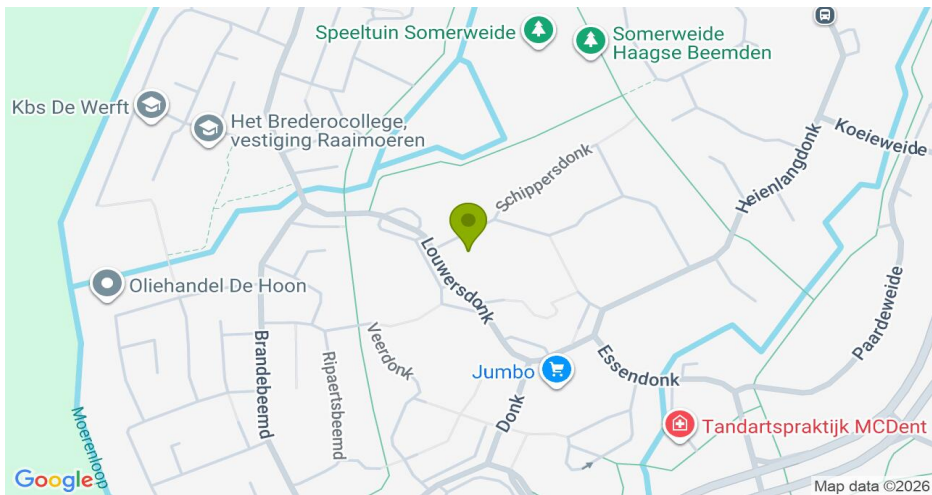 Speeltuin Somerweide
Somerweide
Haagse Beemden
Kbs De Werft
Het Brederocollege,
vestiging Raaimoeren
Koeieweide
Schippersdonk
Heienlangdonk
Louwersdonk
Oliehandel De Hoon
Paardeweide
Brandebeemd
Ripaertsbeemd
Veerdonk
Jumbo
Essendonk
Donk
Moerenloop
Tandartspraktijk MCDent
Google
Map data ©2026